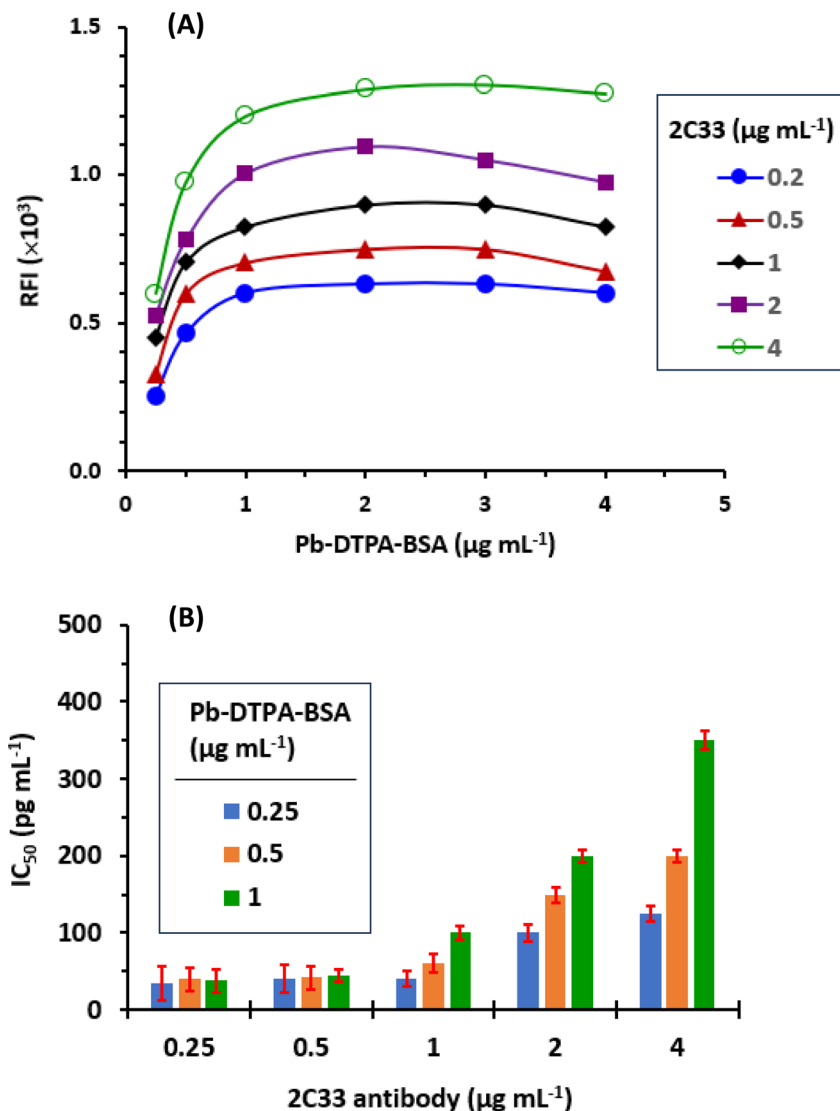 (A)
1.5
1.0
0.5
0.0
RFI (×10³)
0 1 2 3 4 5
Pb-DTPA-BSA (µg mL⁻¹)
2C33 (µg mL⁻¹)
0.2
0.5
1
2
4
(B)
500
400
300
200
100
0
IC₅₀ (pg mL⁻¹)
Pb-DTPA-BSA
(µg mL⁻¹)
0.25
0.5
1
0.25 0.5 1 2 4
2C33 antibody (µg mL⁻¹)